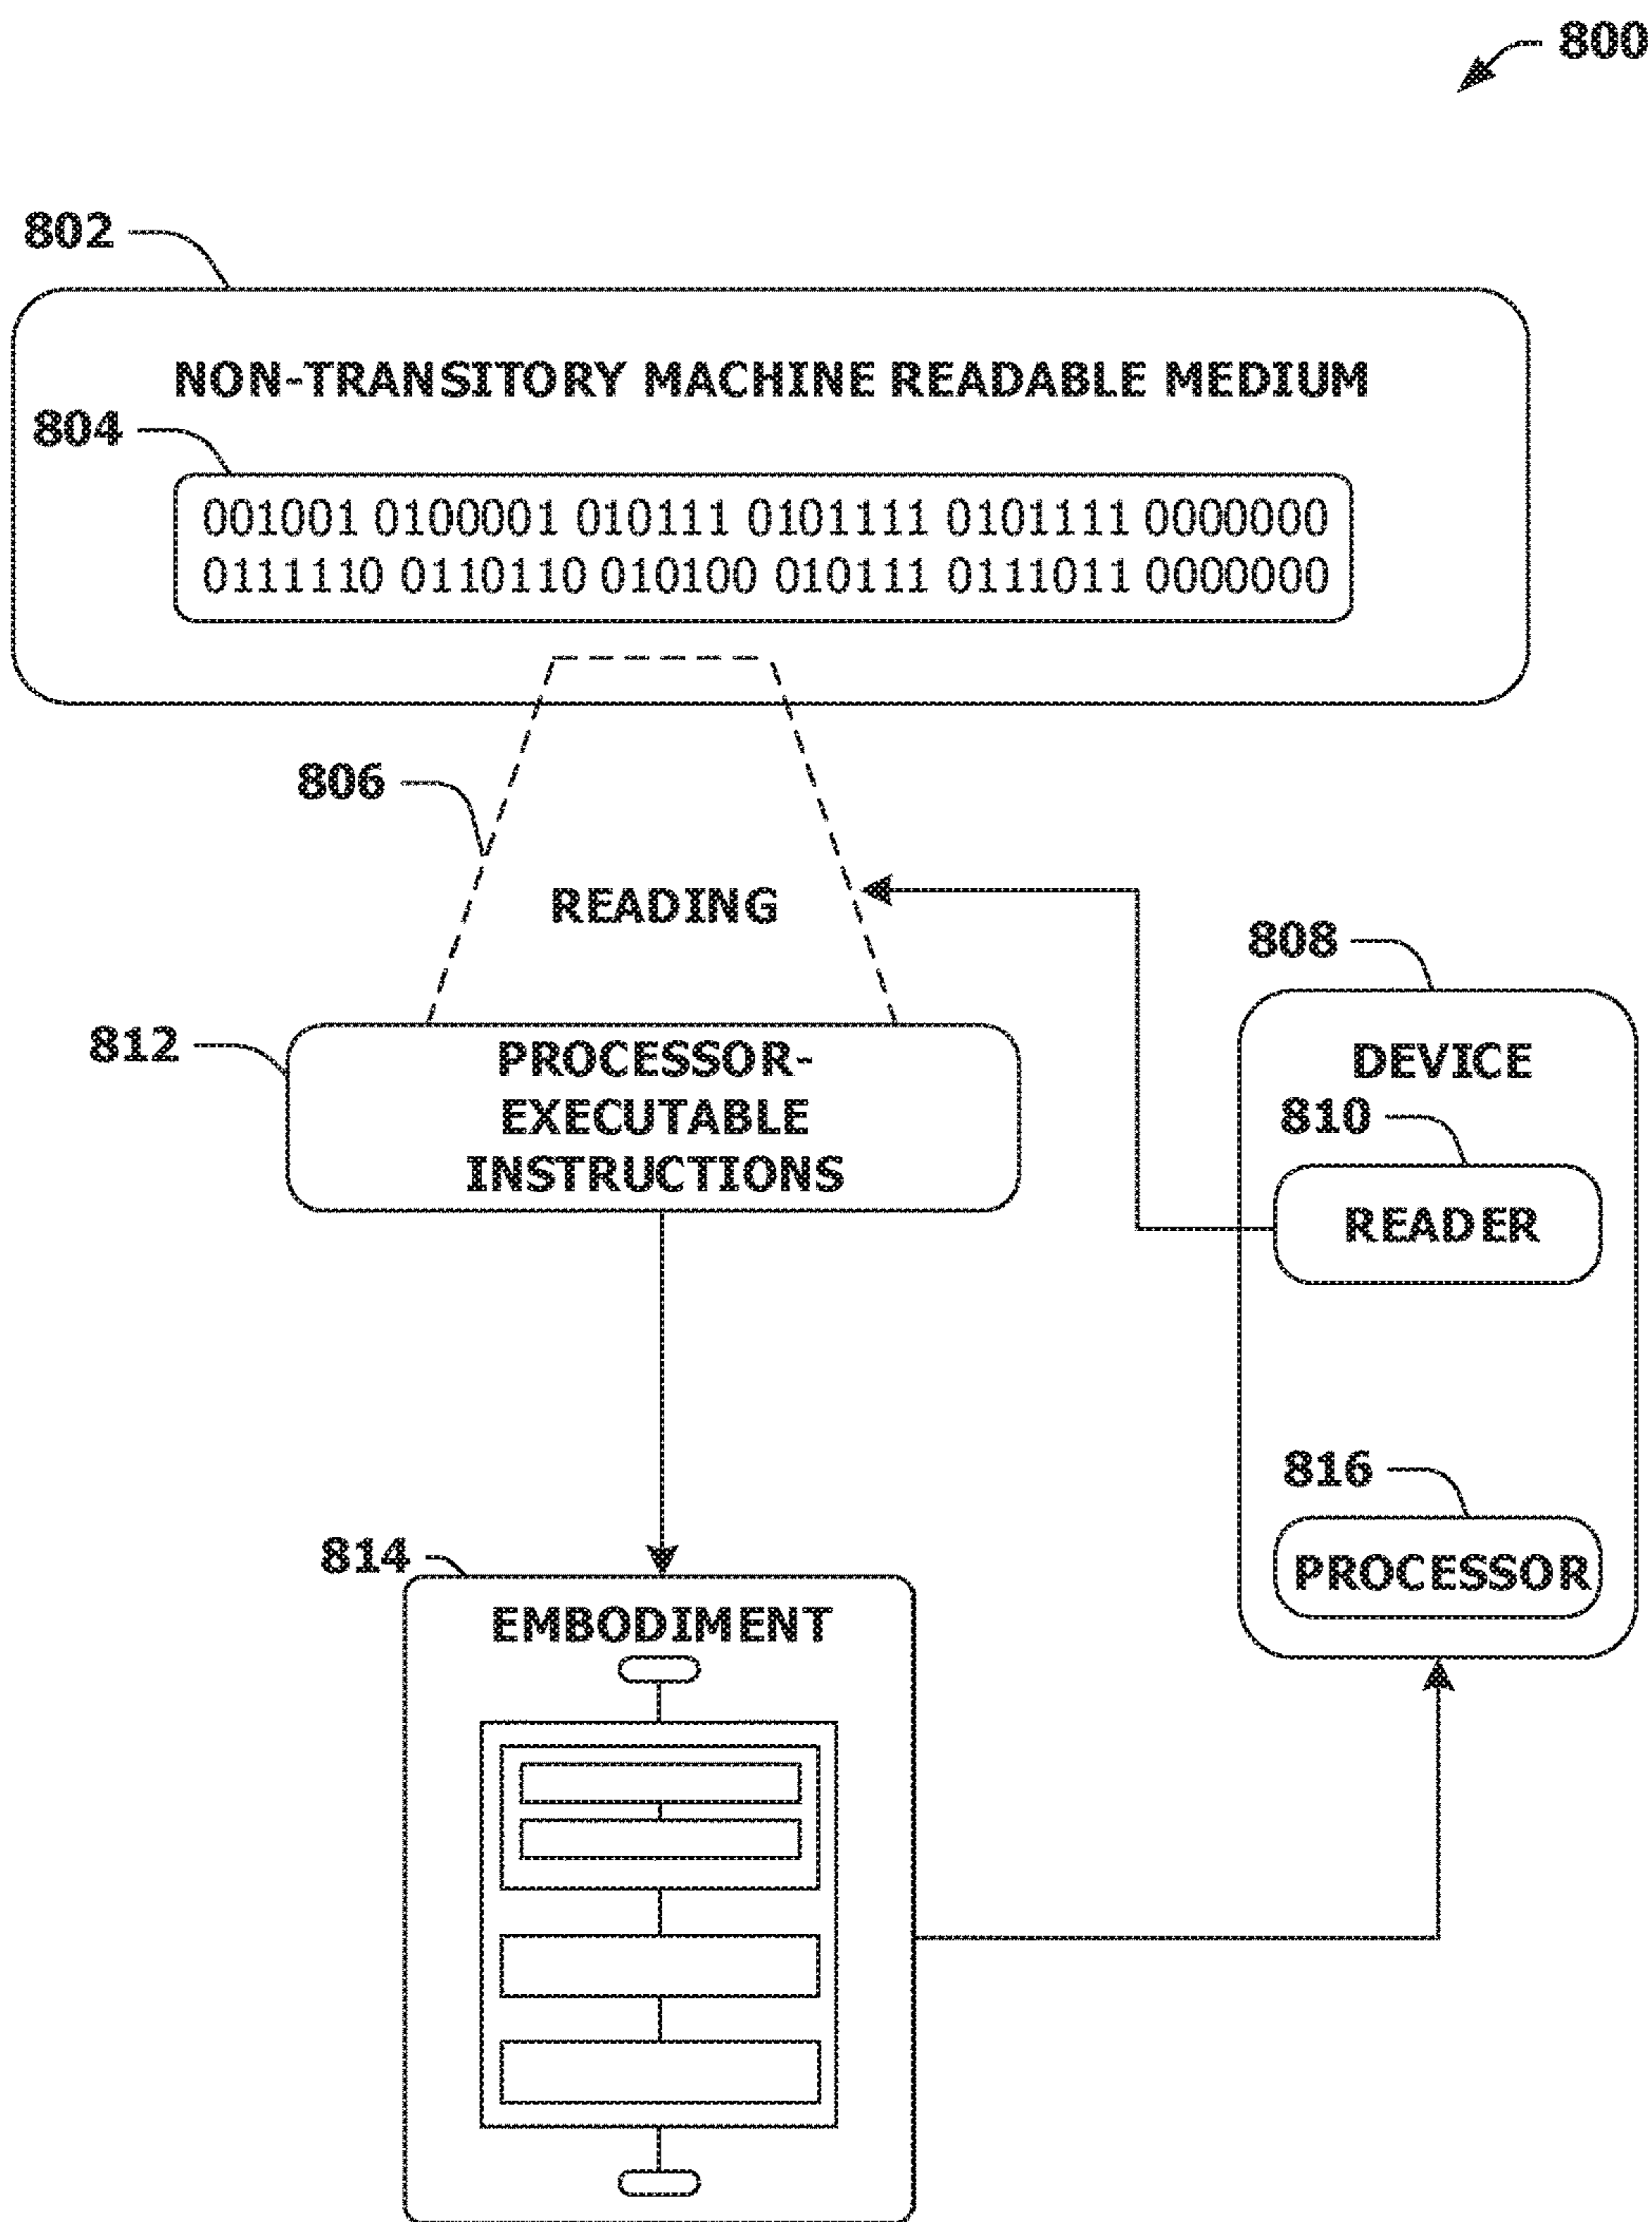 800
802
NON-TRANSITORY MACHINE READABLE MEDIUM
804
001001 0100001 010111 0101111 0101111 0000000
0111110 0110110 010100 010111 0111011 0000000
806
READING
808
812
PROCESSOR-
EXECUTABLE
INSTRUCTIONS
DEVICE
810
READER
816
PROCESSOR
814
EMBODIMENT